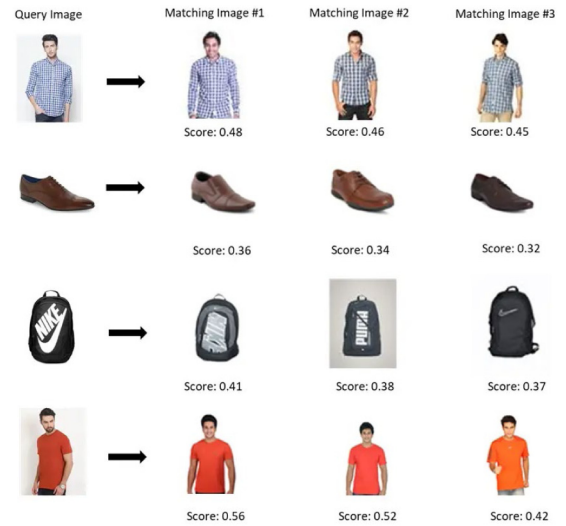 Query Image
Matching Image #1
Matching Image #2
Matching Image #3
Score: 0.48
Score: 0.46
Score: 0.45
Score: 0.36
Score: 0.34
Score: 0.32
NIKE
PUMA
Score: 0.41
Score: 0.38
Score: 0.37
Score: 0.56
Score: 0.52
Score: 0.42